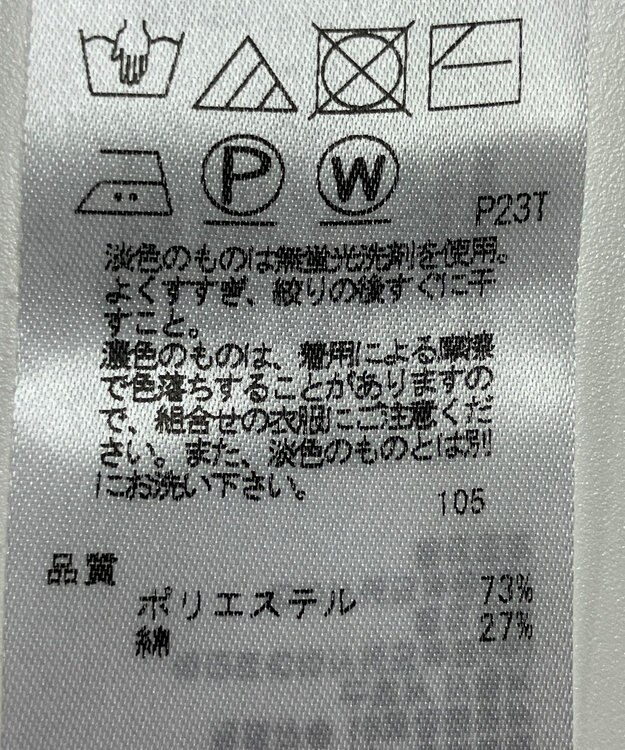 P
W
P23T
淡色のものは無蛍光洗剤を使用。
よくすすぎ、絞りの後すぐに干
すこと。
濃色のものは、着用による摩擦
で色落ちすることがありますの
で、組合せの衣服にご注意くだ
さい。また、淡色のものとは別
にお洗い下さい。
105
品質
ポリエステル 73%
綿 27%